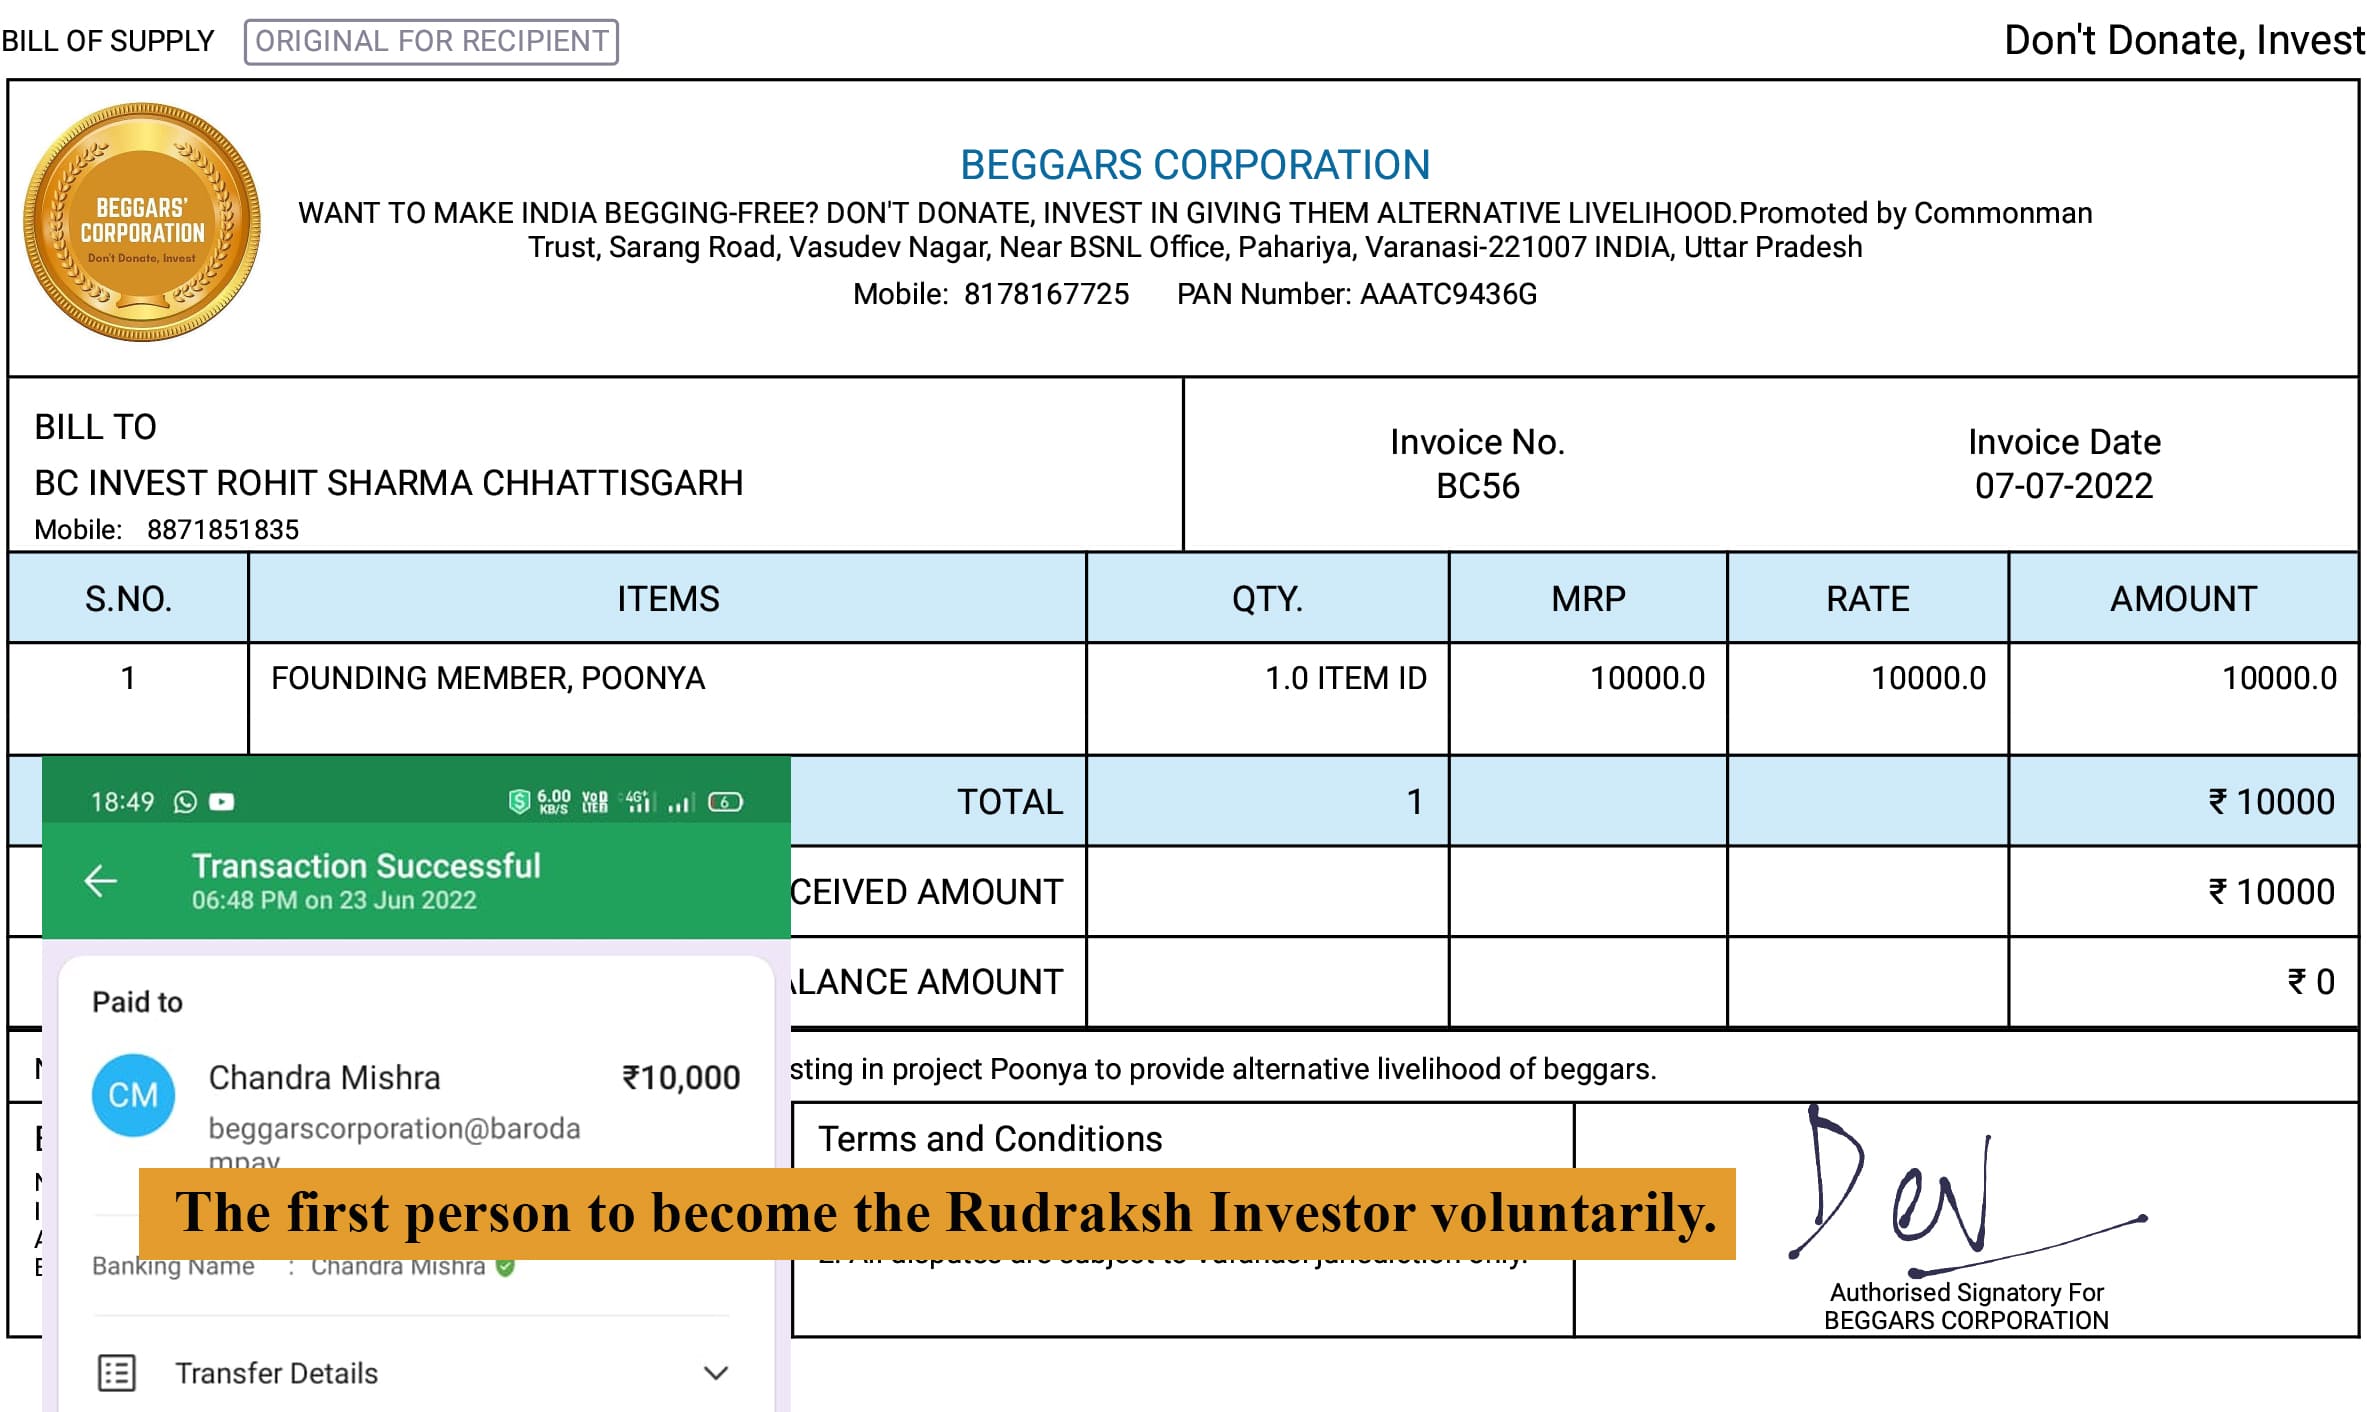 BILL OF SUPPLY
ORIGINAL FOR RECIPIENT
Don't Donate, Invest
BEGGARS'
CORPORATION
Don't Donate, Invest
BEGGARS CORPORATION
WANT TO MAKE INDIA BEGGING-FREE? DON'T DONATE, INVEST IN GIVING THEM ALTERNATIVE LIVELIHOOD.Promoted by Commonman
Trust, Sarang Road, Vasudev Nagar, Near BSNL Office, Pahariya, Varanasi-221007 INDIA, Uttar Pradesh
Mobile: 8178167725 PAN Number: AAATC9436G
BILL TO
BC INVEST ROHIT SHARMA CHHATTISGARH
Mobile: 8871851835
Invoice No.
BC56
Invoice Date
07-07-2022
S.NO. ITEMS QTY. MRP RATE AMOUNT
1 FOUNDING MEMBER, POONYA 1.0 ITEM ID 10000.0 10000.0 10000.0
TOTAL 1 ₹ 10000
CEIVED AMOUNT ₹ 10000
LANCE AMOUNT ₹ 0
sting in project Poonya to provide alternative livelihood of beggars.
Terms and Conditions
Dev
Authorised Signatory For
BEGGARS CORPORATION
18:49 6.00 KB/S VoD LTED 4G+ 6
Transaction Successful
06:48 PM on 23 Jun 2022
Paid to
CM
Chandra Mishra ₹10,000
beggarscorporation@baroda
mpay
The first person to become the Rudraksh Investor voluntarily.
Banking Name : Chandra Mishra
Transfer Details